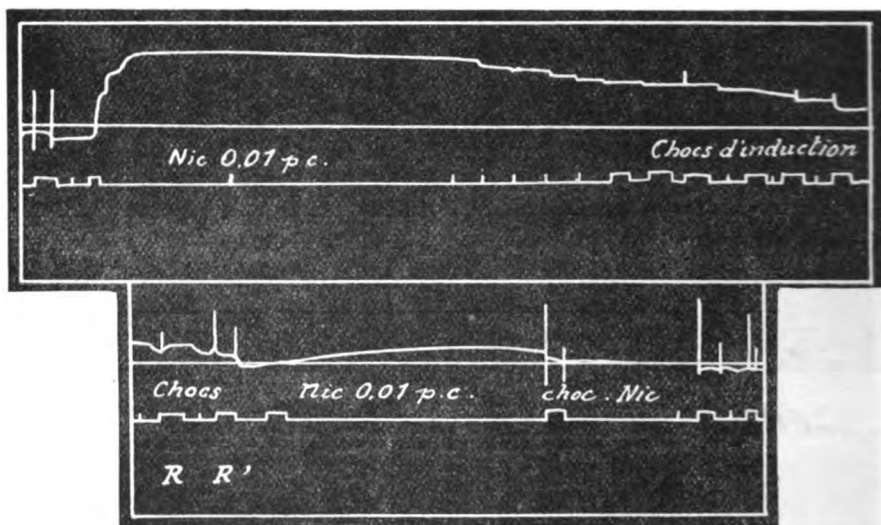 Nic 0,01 p.c. Chocs d'induction
Chocs Nic 0,01 p.c. choc. Nic
R R'